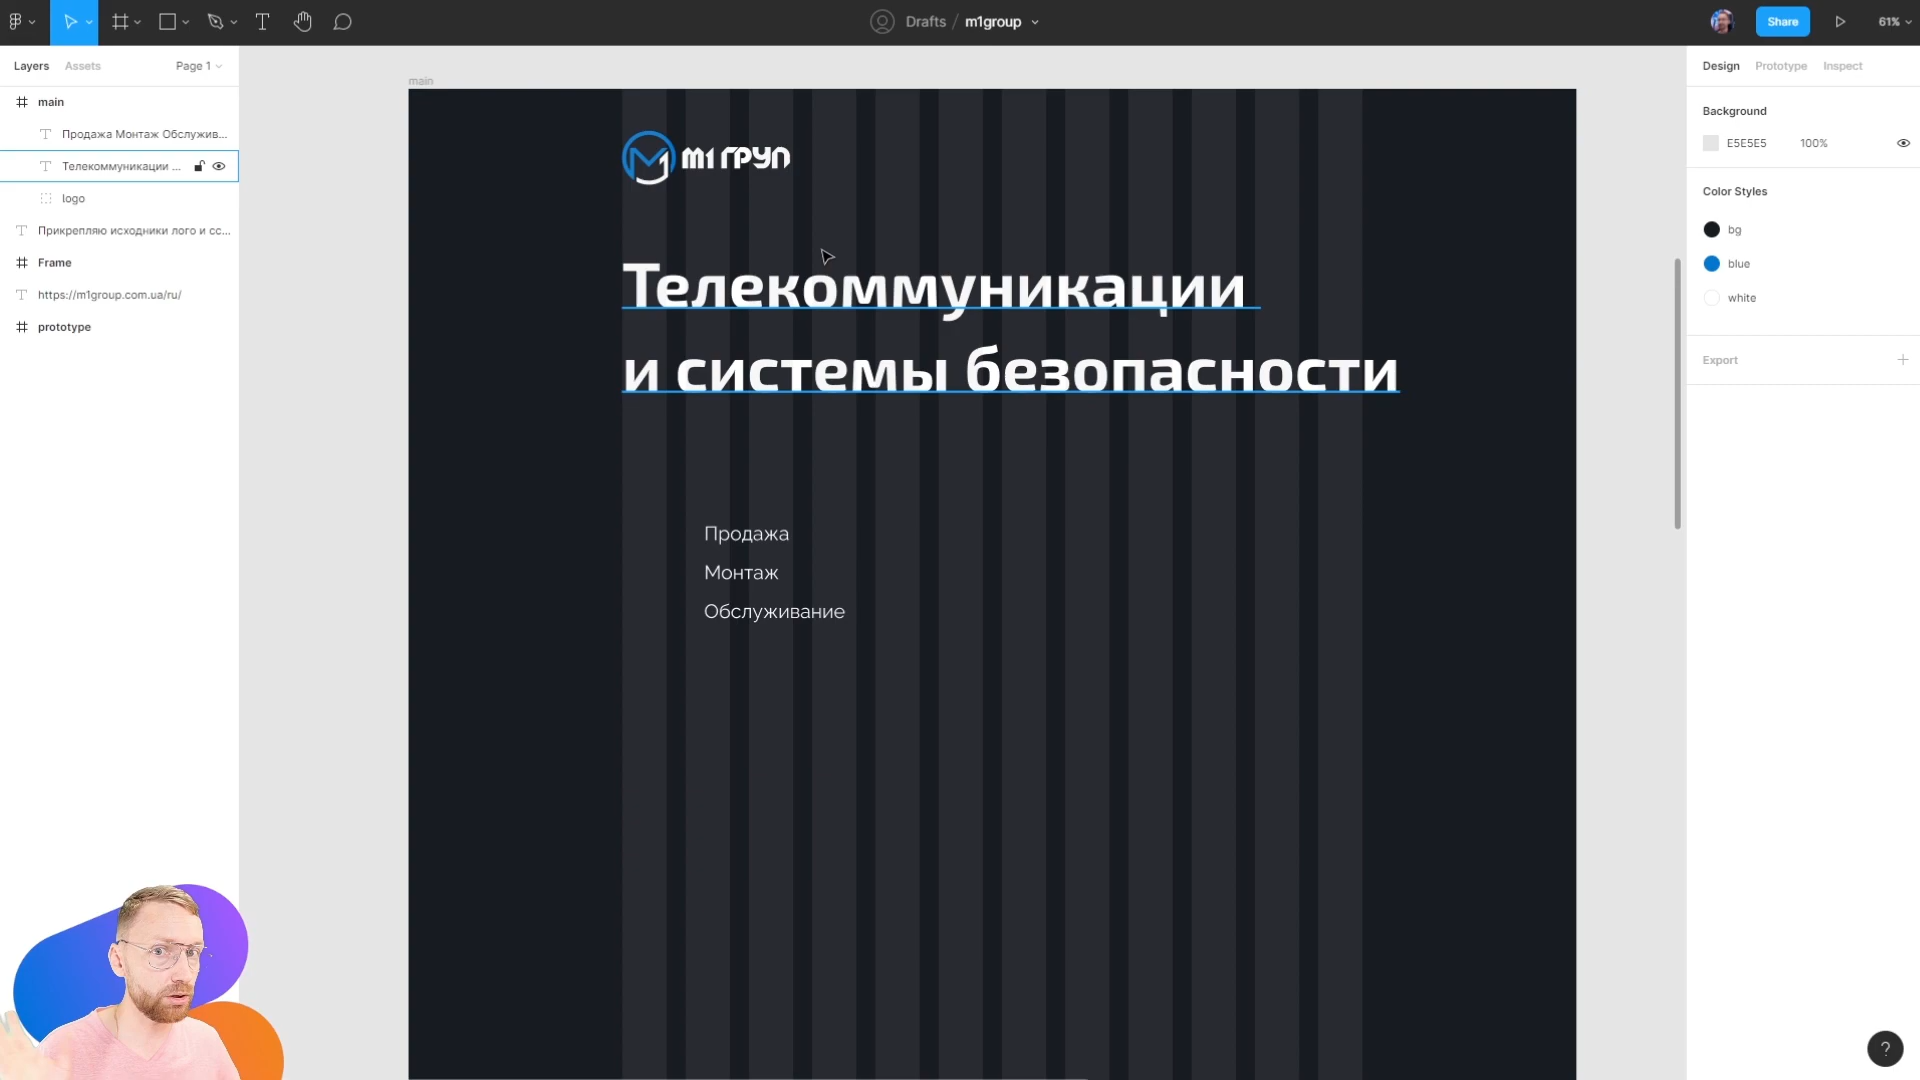 Drafts / m1group
Share
61%
Layers
Assets
Page 1
main
Продажа Монтаж Обслужив...
Телекоммуникации ...
logo
Прикрепляю исходники лого и сс...
Frame
https://m1group.com.ua/ru/
prototype
main
м1 груп
Телекоммуникации
и системы безопасности
Продажа
Монтаж
Обслуживание
Design
Prototype
Inspect
Background
E5E5E5
100%
Color Styles
bg
blue
white
Export
?